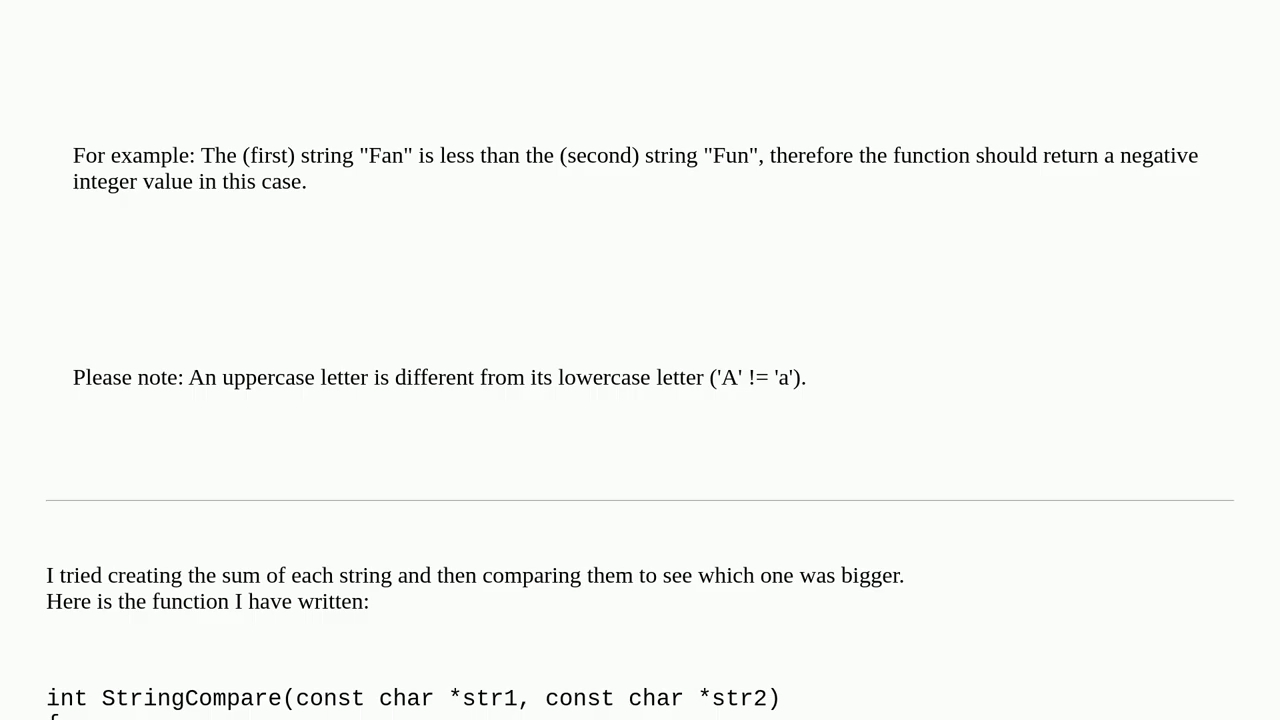 For example: The (first) string "Fan" is less than the (second) string "Fun", therefore the function should return a negative
integer value in this case.
Please note: An uppercase letter is different from its lowercase letter ('A' != 'a').
I tried creating the sum of each string and then comparing them to see which one was bigger.
Here is the function I have written:
int StringCompare(const char *str1, const char *str2)
{